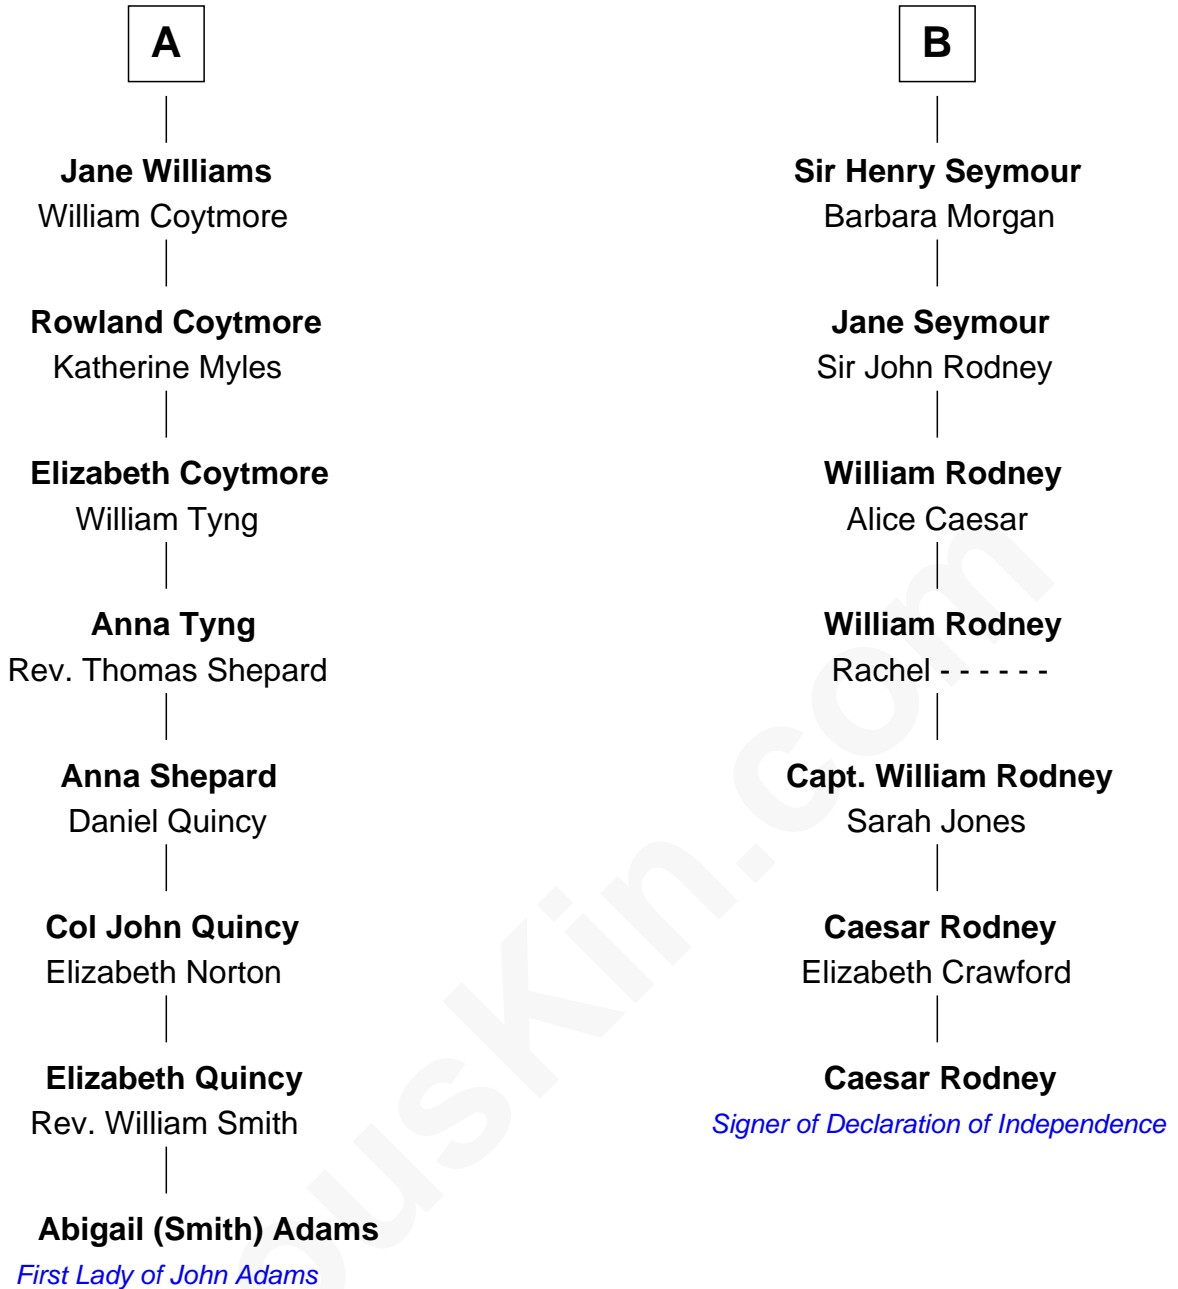 A
Jane Williams
William Coytmore
Rowland Coytmore
Katherine Myles
Elizabeth Coytmore
William Tyng
Anna Tyng
Rev. Thomas Shepard
Anna Shepard
Daniel Quincy
Col John Quincy
Elizabeth Norton
Elizabeth Quincy
Rev. William Smith
Abigail (Smith) Adams
First Lady of John Adams
B
Sir Henry Seymour
Barbara Morgan
Jane Seymour
Sir John Rodney
William Rodney
Alice Caesar
William Rodney
Rachel - - - - - -
Capt. William Rodney
Sarah Jones
Caesar Rodney
Elizabeth Crawford
Caesar Rodney
Signer of Declaration of Independence
ousKin.com